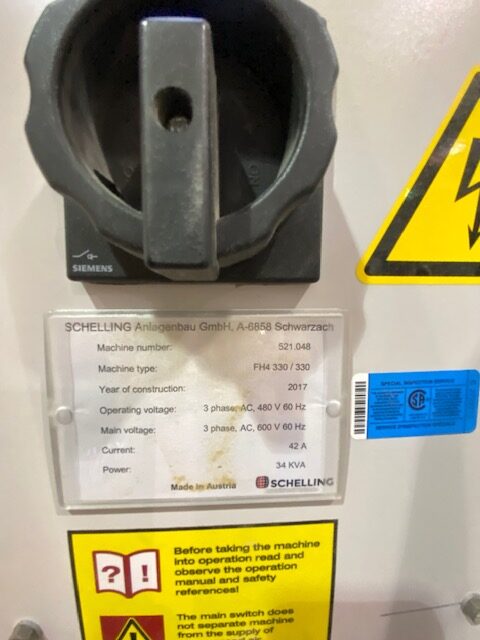 SIEMENS
SCHELLING Anlagenbau GmbH, A-6858 Schwarzach
Machine number: 521.048
Machine type: FH4 330 / 330
Year of construction: 2017
Operating voltage: 3 phase, AC, 480 V 60 Hz
Main voltage: 3 phase, AC, 600 V 60 Hz
Current: 42 A
Power: 34 KVA
Made in Austria SCHELLING
SPECIAL INSPECTION SERVICE
? !
Before taking the machine
into operation read and
observe the operation
manual and safety
references!
The main switch does
not separate machine
from the supply of